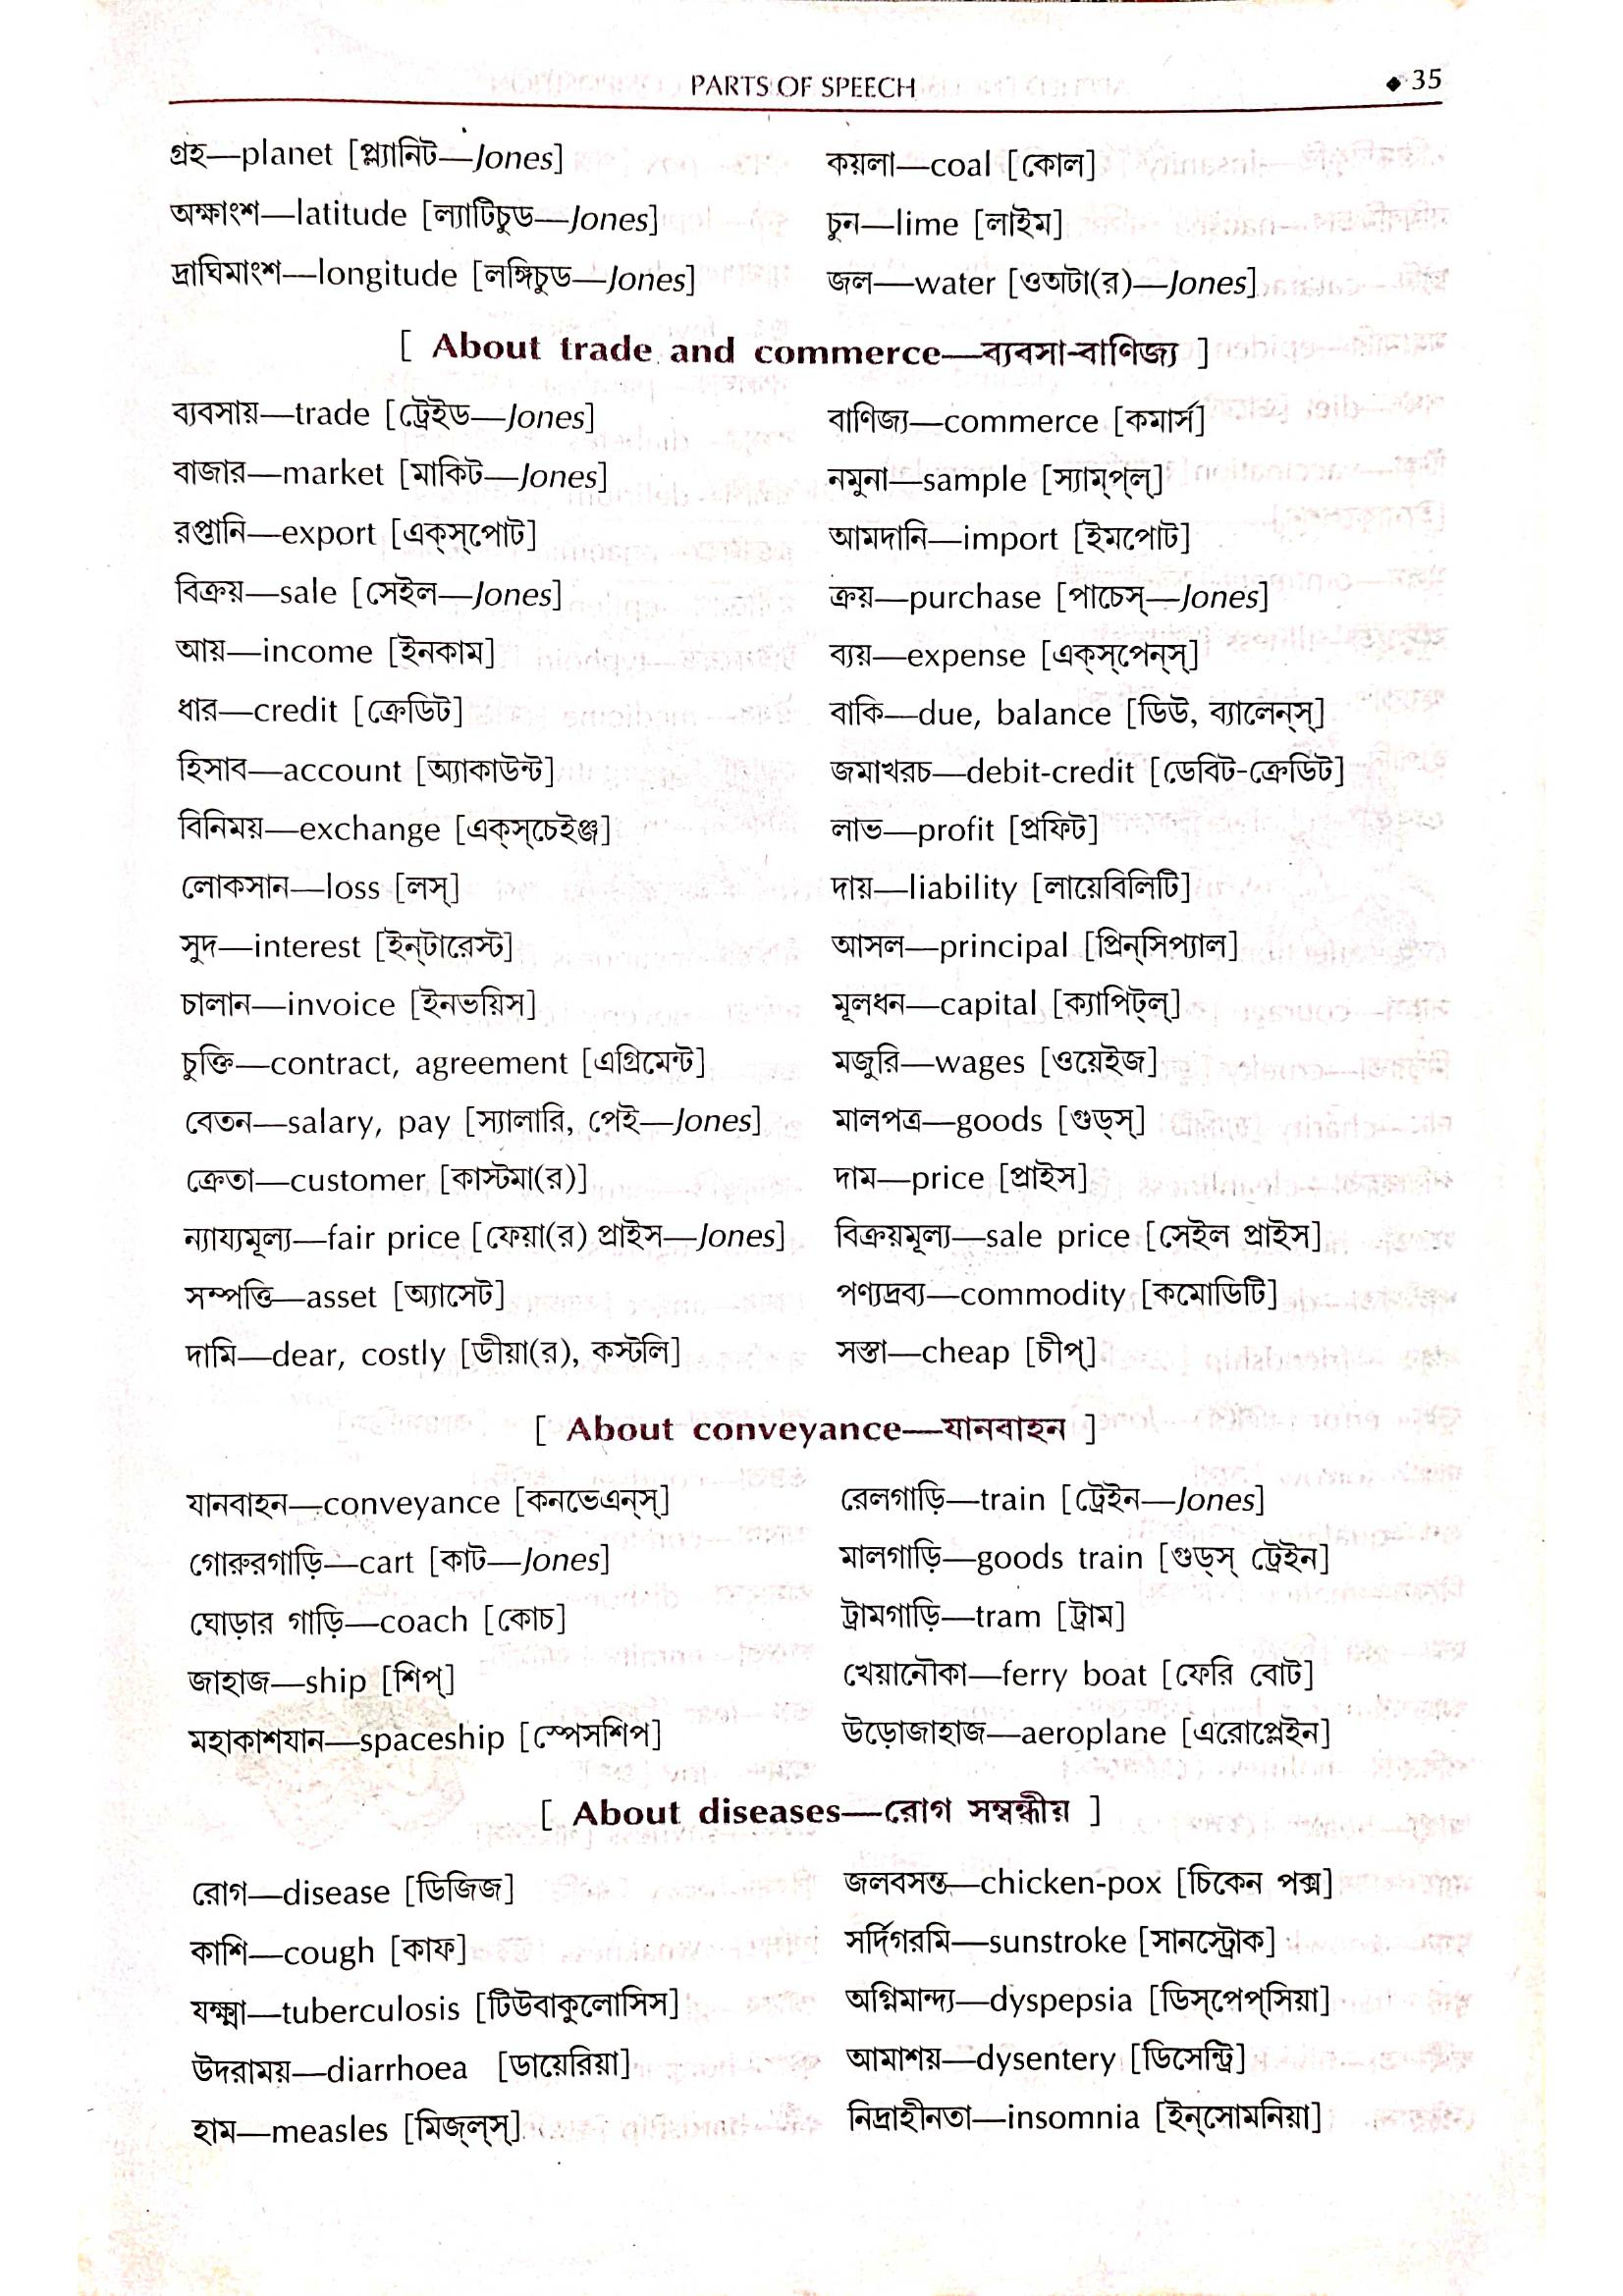 PARTS OF SPEECH ◆ 35
গ্রহ—planet [প্ল্যানিট—Jones]
অক্ষাংশ—latitude [ল্যাটিচুড—Jones]
দ্রাঘিমাংশ—longitude [লঙ্গিচুড—Jones]
কয়লা—coal [কোল]
চুন—lime [লাইম]
জল—water [ওঅটা(র)—Jones]
[ About trade and commerce—ব্যবসা-বাণিজ্য ]
ব্যবসায়—trade [ট্রেইড—Jones]
বাজার—market [মাকিট—Jones]
রপ্তানি—export [এক্‌স্‌পোট]
বিক্রয়—sale [সেইল—Jones]
আয়—income [ইনকাম]
ধার—credit [ক্রেডিট]
হিসাব—account [অ্যাকাউন্ট]
বিনিময়—exchange [এক্‌স্‌চেইঞ্জ]
লোকসান—loss [লস্]
সুদ—interest [ইন্‌টারেস্ট]
চালান—invoice [ইনভয়িস]
চুক্তি—contract, agreement [এগ্রিমেন্ট]
বেতন—salary, pay [স্যালারি, পেই—Jones]
ক্রেতা—customer [কাস্টমা(র)]
ন্যায্যমূল্য—fair price [ফেয়া(র) প্রাইস—Jones]
সম্পত্তি—asset [অ্যাসেট]
দামি—dear, costly [ডীয়া(র), কস্টলি]
বাণিজ্য—commerce [কমার্স]
নমুনা—sample [স্যাম্‌প্‌ল্]
আমদানি—import [ইমপোট]
ক্রয়—purchase [পাচেস্—Jones]
ব্যয়—expense [এক্‌স্‌পেন্‌স্]
বাকি—due, balance [ডিউ, ব্যালেন্‌স্]
জমাখরচ—debit-credit [ডেবিট-ক্রেডিট]
লাভ—profit [প্রফিট]
দায়—liability [লায়েবিলিটি]
আসল—principal [প্রিন্‌সিপ্যাল]
মূলধন—capital [ক্যাপিট্‌ল্]
মজুরি—wages [ওয়েইজ]
মালপত্র—goods [গুড্‌স্]
দাম—price [প্রাইস]
বিক্রয়মূল্য—sale price [সেইল প্রাইস]
পণ্যদ্রব্য—commodity [কমোডিটি]
সস্তা—cheap [চীপ্]
[ About conveyance—যানবাহন ]
যানবাহন—conveyance [কনভেএন্‌স্]
গোরুরগাড়ি—cart [কাট—Jones]
ঘোড়ার গাড়ি—coach [কোচ]
জাহাজ—ship [শিপ্]
মহাকাশযান—spaceship [স্পেসশিপ]
রেলগাড়ি—train [ট্রেইন—Jones]
মালগাড়ি—goods train [গুড্‌স্ ট্রেইন]
ট্রামগাড়ি—tram [ট্রাম]
খেয়ানৌকা—ferry boat [ফেরি বোট]
উড়োজাহাজ—aeroplane [এরোপ্লেইন]
[ About diseases—রোগ সম্বন্ধীয় ]
রোগ—disease [ডিজিজ]
কাশি—cough [কাফ]
যক্ষ্মা—tuberculosis [টিউবাকুলোসিস]
উদরাময়—diarrhoea [ডায়েরিয়া]
হাম—measles [মিজ্‌ল্‌স্]
জলবসন্ত—chicken-pox [চিকেন পক্স]
সর্দিগরমি—sunstroke [সানস্ট্রোক]
অগ্নিমান্দ্য—dyspepsia [ডিস্‌পেপ্‌সিয়া]
আমাশয়—dysentery [ডিসেন্ট্রি]
নিদ্রাহীনতা—insomnia [ইন্‌সোমনিয়া]